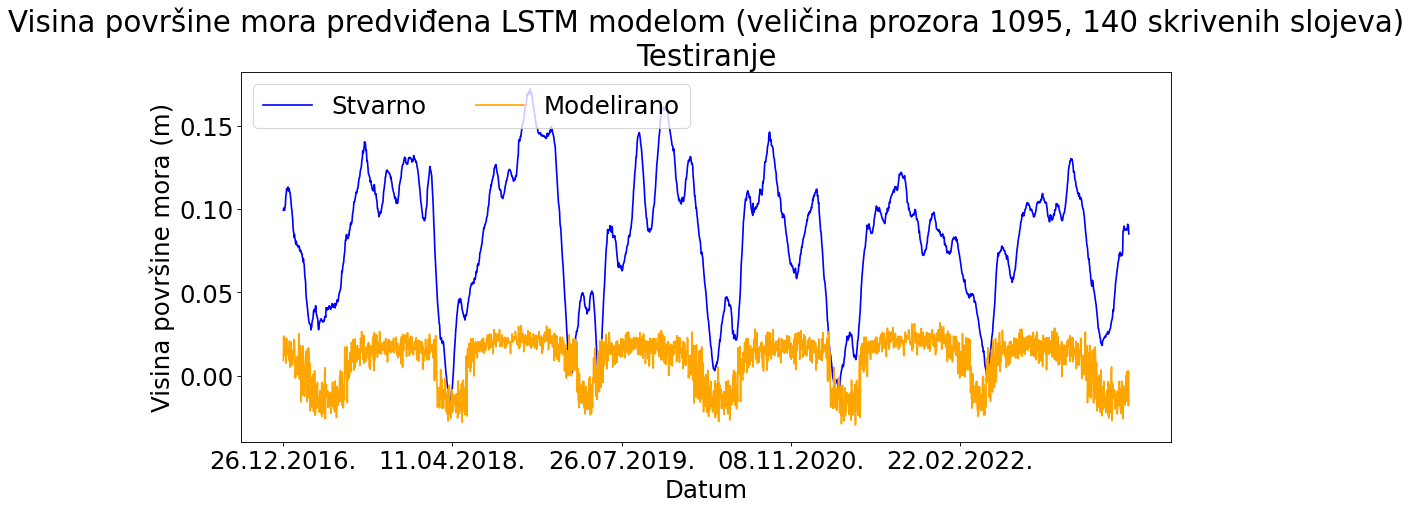 Visina površine mora predviđena LSTM modelom (veličina prozora 1095, 140 skrivenih slojeva)
Testiranje
Stvarno
Modelirano
Visina površine mora (m)
0.15
0.10
0.05
0.00
26.12.2016.
11.04.2018.
26.07.2019.
08.11.2020.
22.02.2022.
Datum